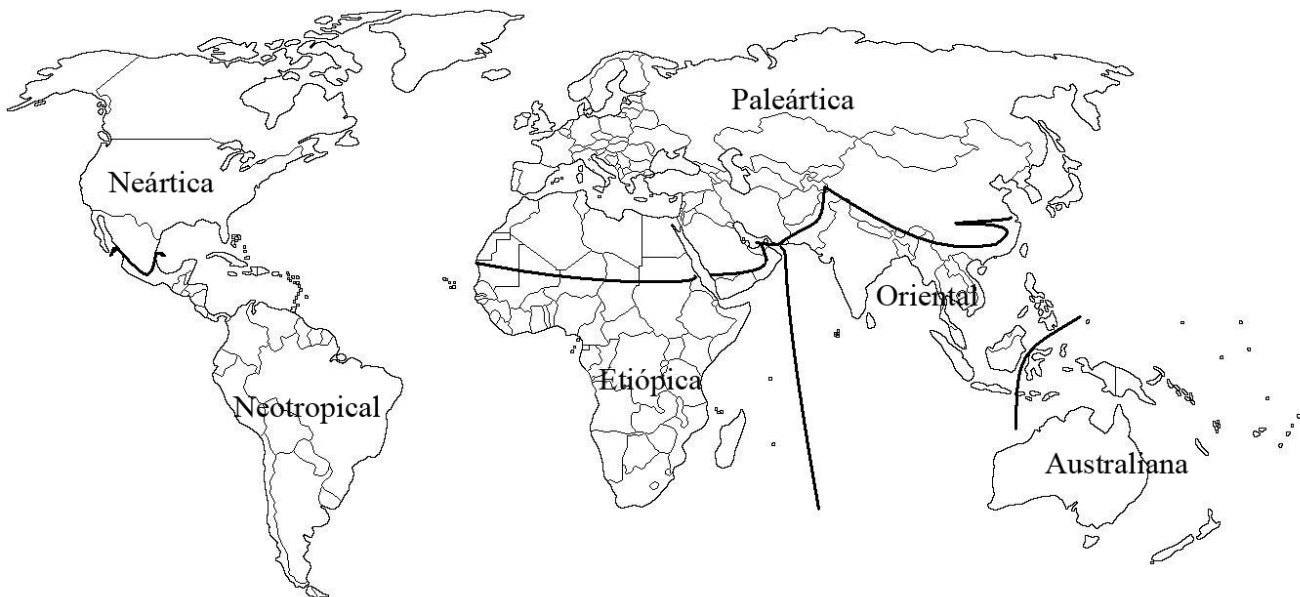 Paleártica
Neártica
Oriental
Etiópica
Neotropical
Australiana